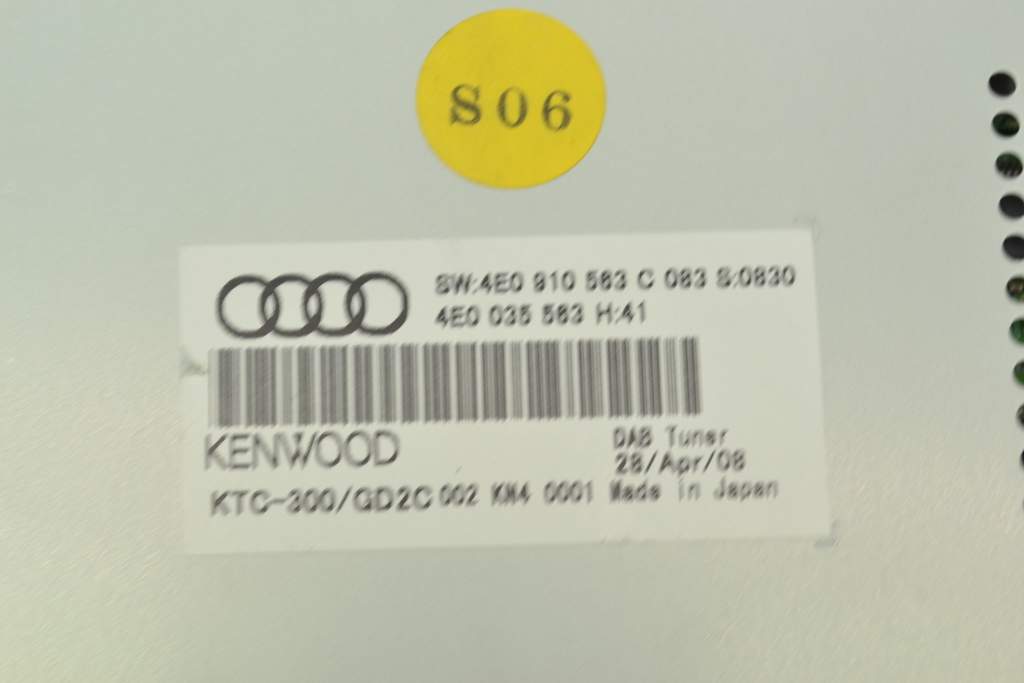 S06
SW:4E0 910 563 C 083 S:0830
4E0 035 563 H:41
KENWOOD
DAB Tuner
28/Apr/08
KTC-300/GD2C 002 KM4 0001 Made in Japan